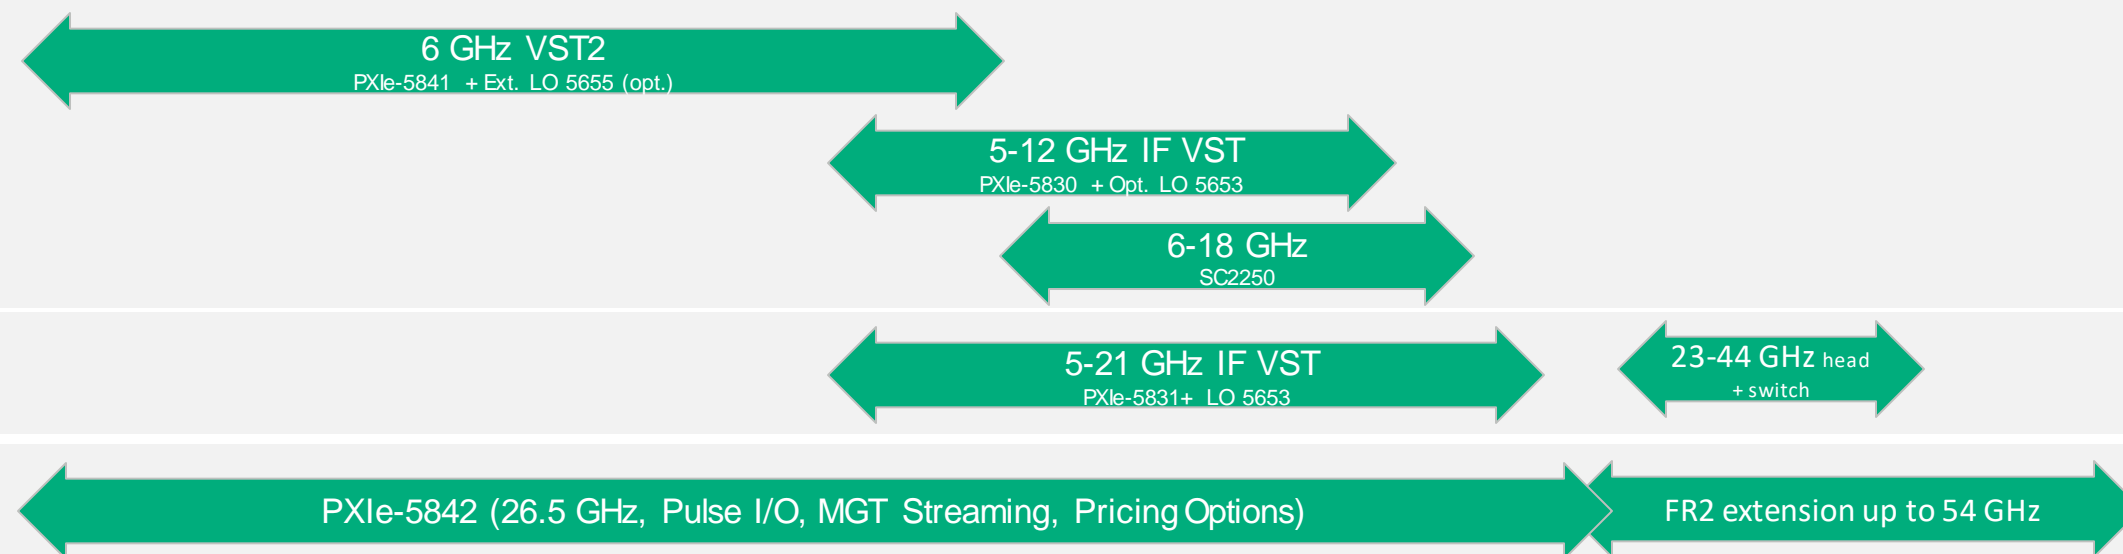 6 GHz VST2
PXIe-5841 + Ext. LO 5655 (opt.)
5-12 GHz IF VST
PXIe-5830 + Opt. LO 5653
6-18 GHz
SC2250
5-21 GHz IF VST
PXIe-5831+ LO 5653
23-44 GHz head
+ switch
PXIe-5842 (26.5 GHz, Pulse I/O, MGT Streaming, Pricing Options)
FR2 extension up to 54 GHz